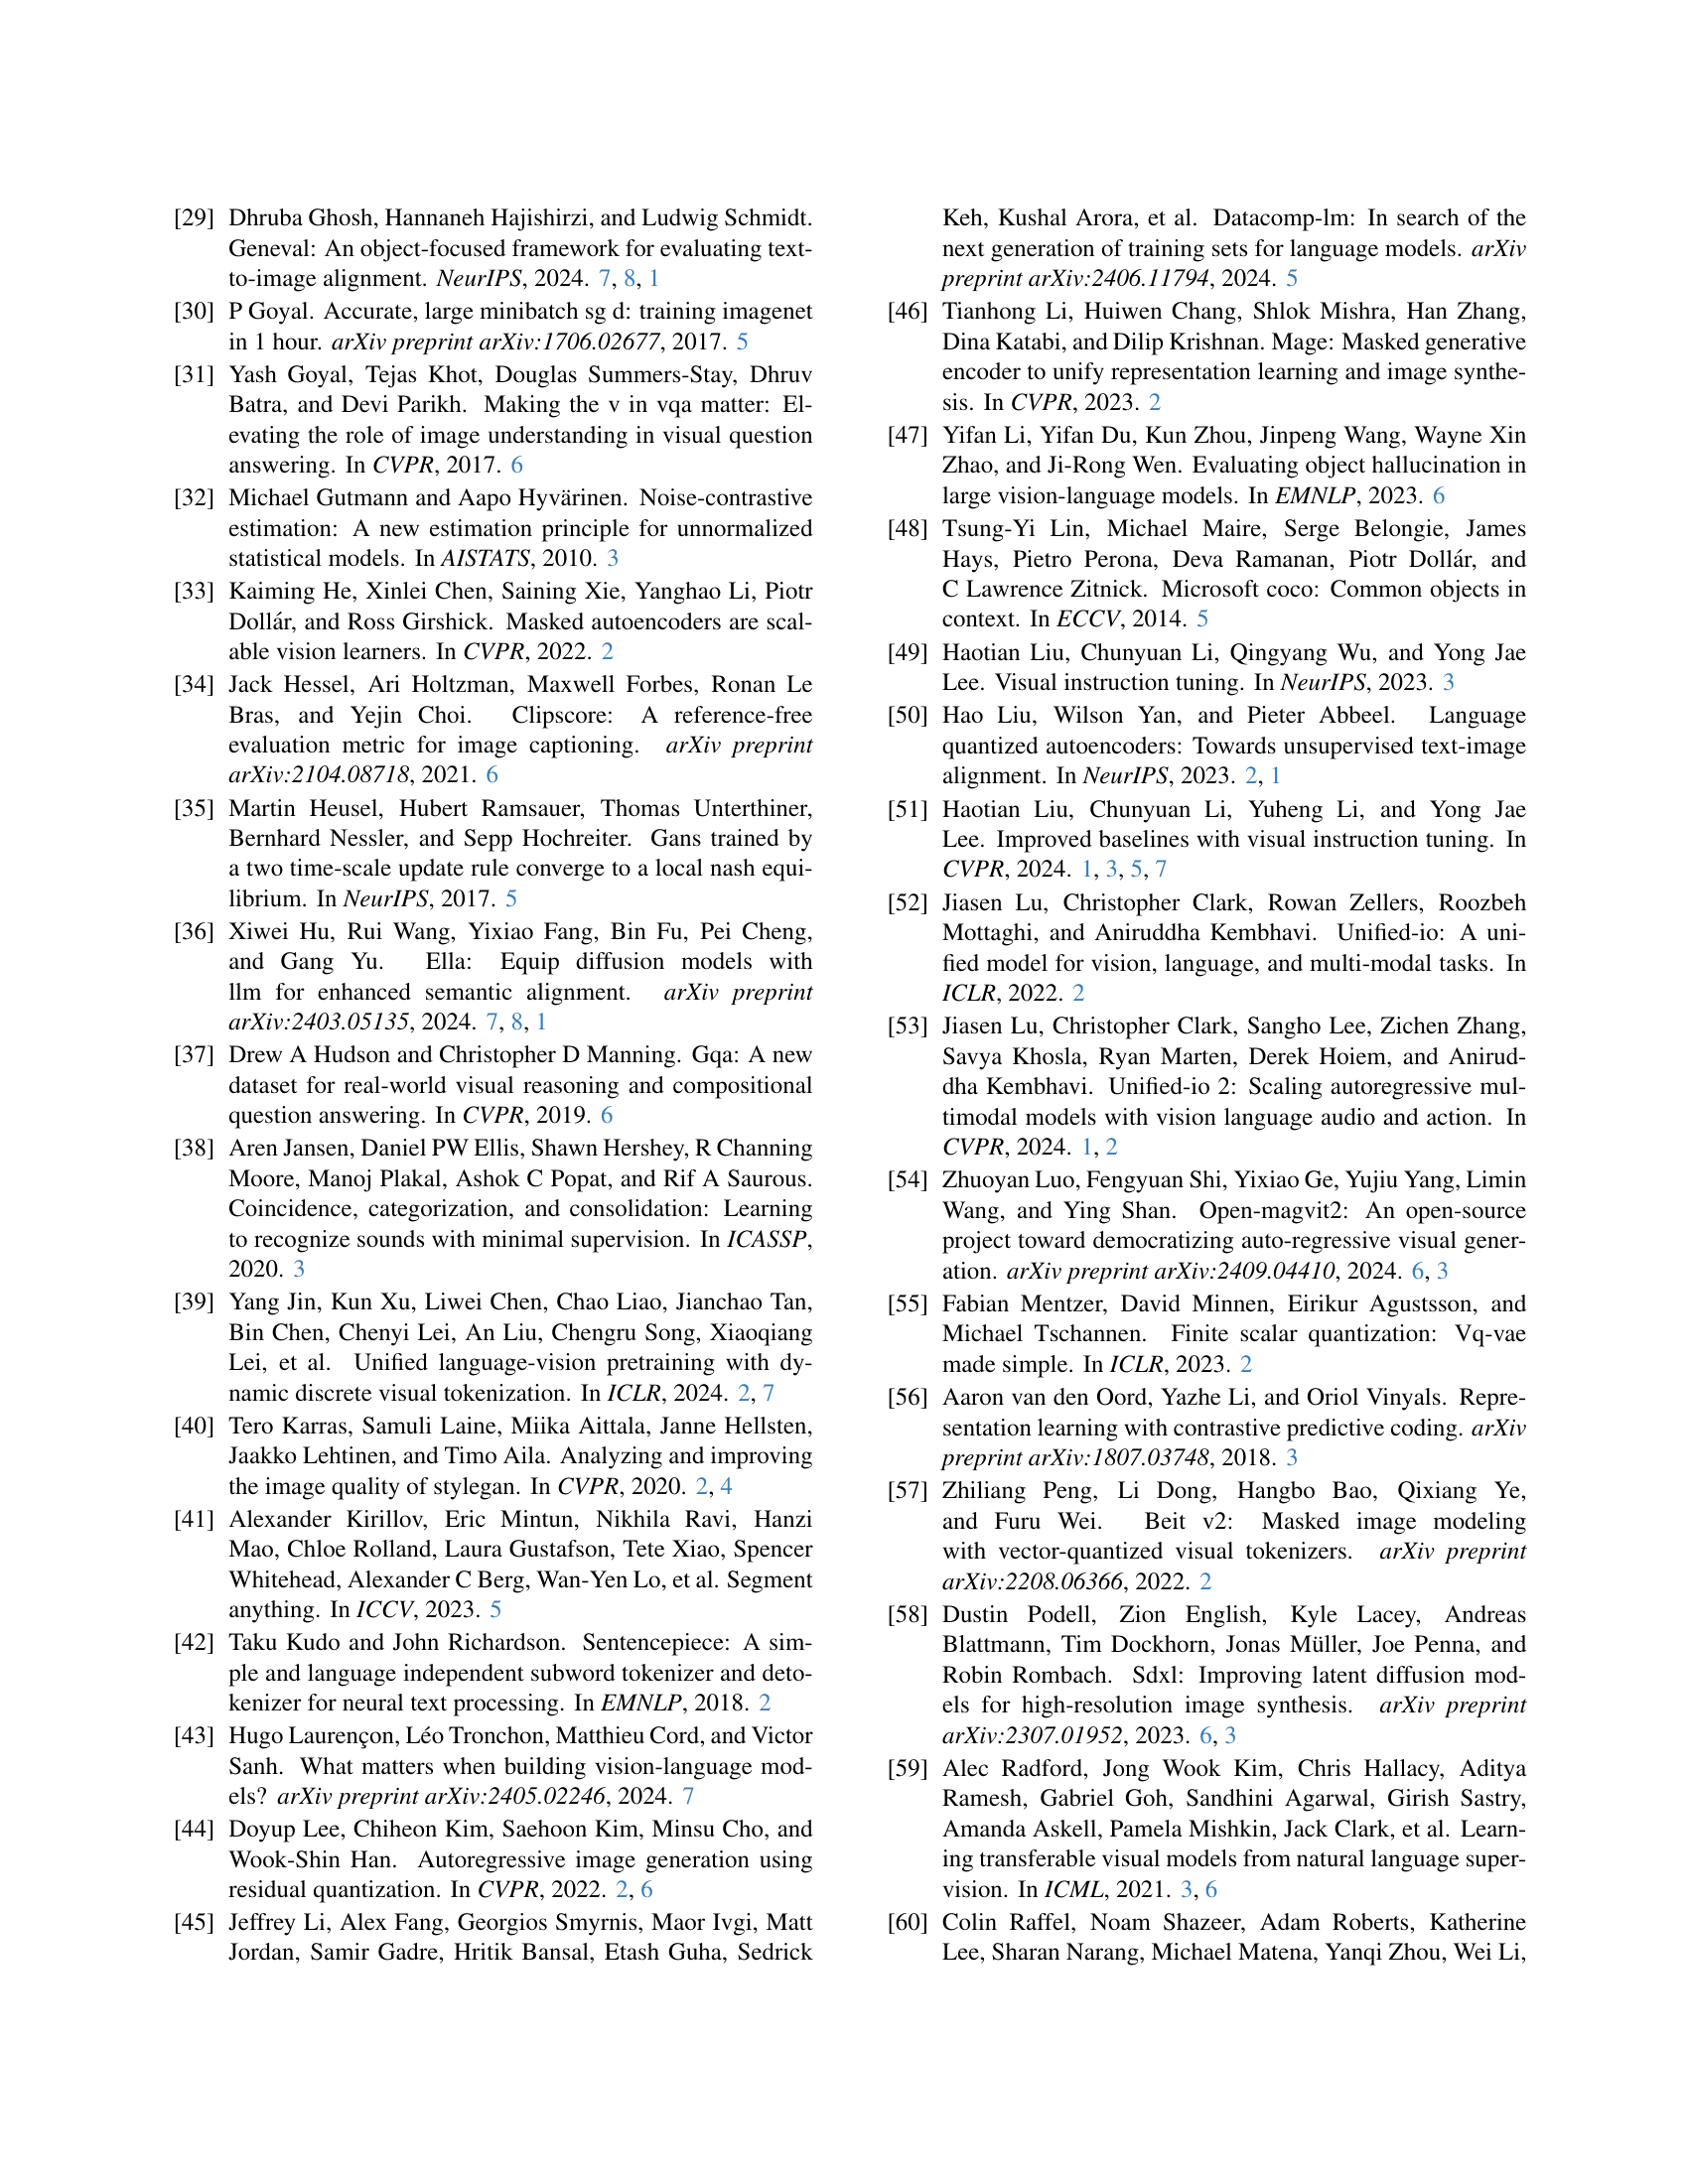 [29] Dhruba Ghosh, Hannaneh Hajishirzi, and Ludwig Schmidt.
Geneval: An object-focused framework for evaluating text-
to-image alignment. NeurIPS, 2024. 7, 8, 1
[30] P Goyal. Accurate, large minibatch sg d: training imagenet
in 1 hour. arXiv preprint arXiv:1706.02677, 2017. 5
[31] Yash Goyal, Tejas Khot, Douglas Summers-Stay, Dhruv
Batra, and Devi Parikh. Making the v in vqa matter: El-
evating the role of image understanding in visual question
answering. In CVPR, 2017. 6
[32] Michael Gutmann and Aapo Hyvärinen. Noise-contrastive
estimation: A new estimation principle for unnormalized
statistical models. In AISTATS, 2010. 3
[33] Kaiming He, Xinlei Chen, Saining Xie, Yanghao Li, Piotr
Dollár, and Ross Girshick. Masked autoencoders are scal-
able vision learners. In CVPR, 2022. 2
[34] Jack Hessel, Ari Holtzman, Maxwell Forbes, Ronan Le
Bras, and Yejin Choi. Clipscore: A reference-free
evaluation metric for image captioning. arXiv preprint
arXiv:2104.08718, 2021. 6
[35] Martin Heusel, Hubert Ramsauer, Thomas Unterthiner,
Bernhard Nessler, and Sepp Hochreiter. Gans trained by
a two time-scale update rule converge to a local nash equi-
librium. In NeurIPS, 2017. 5
[36] Xiwei Hu, Rui Wang, Yixiao Fang, Bin Fu, Pei Cheng,
and Gang Yu. Ella: Equip diffusion models with
llm for enhanced semantic alignment. arXiv preprint
arXiv:2403.05135, 2024. 7, 8, 1
[37] Drew A Hudson and Christopher D Manning. Gqa: A new
dataset for real-world visual reasoning and compositional
question answering. In CVPR, 2019. 6
[38] Aren Jansen, Daniel PW Ellis, Shawn Hershey, R Channing
Moore, Manoj Plakal, Ashok C Popat, and Rif A Saurous.
Coincidence, categorization, and consolidation: Learning
to recognize sounds with minimal supervision. In ICASSP,
2020. 3
[39] Yang Jin, Kun Xu, Liwei Chen, Chao Liao, Jianchao Tan,
Bin Chen, Chenyi Lei, An Liu, Chengru Song, Xiaoqiang
Lei, et al. Unified language-vision pretraining with dy-
namic discrete visual tokenization. In ICLR, 2024. 2, 7
[40] Tero Karras, Samuli Laine, Miika Aittala, Janne Hellsten,
Jaakko Lehtinen, and Timo Aila. Analyzing and improving
the image quality of stylegan. In CVPR, 2020. 2, 4
[41] Alexander Kirillov, Eric Mintun, Nikhila Ravi, Hanzi
Mao, Chloe Rolland, Laura Gustafson, Tete Xiao, Spencer
Whitehead, Alexander C Berg, Wan-Yen Lo, et al. Segment
anything. In ICCV, 2023. 5
[42] Taku Kudo and John Richardson. Sentencepiece: A sim-
ple and language independent subword tokenizer and deto-
kenizer for neural text processing. In EMNLP, 2018. 2
[43] Hugo Laurençon, Léo Tronchon, Matthieu Cord, and Victor
Sanh. What matters when building vision-language mod-
els? arXiv preprint arXiv:2405.02246, 2024. 7
[44] Doyup Lee, Chiheon Kim, Saehoon Kim, Minsu Cho, and
Wook-Shin Han. Autoregressive image generation using
residual quantization. In CVPR, 2022. 2, 6
[45] Jeffrey Li, Alex Fang, Georgios Smyrnis, Maor Ivgi, Matt
Jordan, Samir Gadre, Hritik Bansal, Etash Guha, Sedrick
Keh, Kushal Arora, et al. Datacomp-lm: In search of the
next generation of training sets for language models. arXiv
preprint arXiv:2406.11794, 2024. 5
[46] Tianhong Li, Huiwen Chang, Shlok Mishra, Han Zhang,
Dina Katabi, and Dilip Krishnan. Mage: Masked generative
encoder to unify representation learning and image synthe-
sis. In CVPR, 2023. 2
[47] Yifan Li, Yifan Du, Kun Zhou, Jinpeng Wang, Wayne Xin
Zhao, and Ji-Rong Wen. Evaluating object hallucination in
large vision-language models. In EMNLP, 2023. 6
[48] Tsung-Yi Lin, Michael Maire, Serge Belongie, James
Hays, Pietro Perona, Deva Ramanan, Piotr Dollár, and
C Lawrence Zitnick. Microsoft coco: Common objects in
context. In ECCV, 2014. 5
[49] Haotian Liu, Chunyuan Li, Qingyang Wu, and Yong Jae
Lee. Visual instruction tuning. In NeurIPS, 2023. 3
[50] Hao Liu, Wilson Yan, and Pieter Abbeel. Language
quantized autoencoders: Towards unsupervised text-image
alignment. In NeurIPS, 2023. 2, 1
[51] Haotian Liu, Chunyuan Li, Yuheng Li, and Yong Jae
Lee. Improved baselines with visual instruction tuning. In
CVPR, 2024. 1, 3, 5, 7
[52] Jiasen Lu, Christopher Clark, Rowan Zellers, Roozbeh
Mottaghi, and Aniruddha Kembhavi. Unified-io: A uni-
fied model for vision, language, and multi-modal tasks. In
ICLR, 2022. 2
[53] Jiasen Lu, Christopher Clark, Sangho Lee, Zichen Zhang,
Savya Khosla, Ryan Marten, Derek Hoiem, and Anirud-
dha Kembhavi. Unified-io 2: Scaling autoregressive mul-
timodal models with vision language audio and action. In
CVPR, 2024. 1, 2
[54] Zhuoyan Luo, Fengyuan Shi, Yixiao Ge, Yujiu Yang, Limin
Wang, and Ying Shan. Open-magvit2: An open-source
project toward democratizing auto-regressive visual gener-
ation. arXiv preprint arXiv:2409.04410, 2024. 6, 3
[55] Fabian Mentzer, David Minnen, Eirikur Agustsson, and
Michael Tschannen. Finite scalar quantization: Vq-vae
made simple. In ICLR, 2023. 2
[56] Aaron van den Oord, Yazhe Li, and Oriol Vinyals. Repre-
sentation learning with contrastive predictive coding. arXiv
preprint arXiv:1807.03748, 2018. 3
[57] Zhiliang Peng, Li Dong, Hangbo Bao, Qixiang Ye,
and Furu Wei. Beit v2: Masked image modeling
with vector-quantized visual tokenizers. arXiv preprint
arXiv:2208.06366, 2022. 2
[58] Dustin Podell, Zion English, Kyle Lacey, Andreas
Blattmann, Tim Dockhorn, Jonas Müller, Joe Penna, and
Robin Rombach. Sdxl: Improving latent diffusion mod-
els for high-resolution image synthesis. arXiv preprint
arXiv:2307.01952, 2023. 6, 3
[59] Alec Radford, Jong Wook Kim, Chris Hallacy, Aditya
Ramesh, Gabriel Goh, Sandhini Agarwal, Girish Sastry,
Amanda Askell, Pamela Mishkin, Jack Clark, et al. Learn-
ing transferable visual models from natural language super-
vision. In ICML, 2021. 3, 6
[60] Colin Raffel, Noam Shazeer, Adam Roberts, Katherine
Lee, Sharan Narang, Michael Matena, Yanqi Zhou, Wei Li,